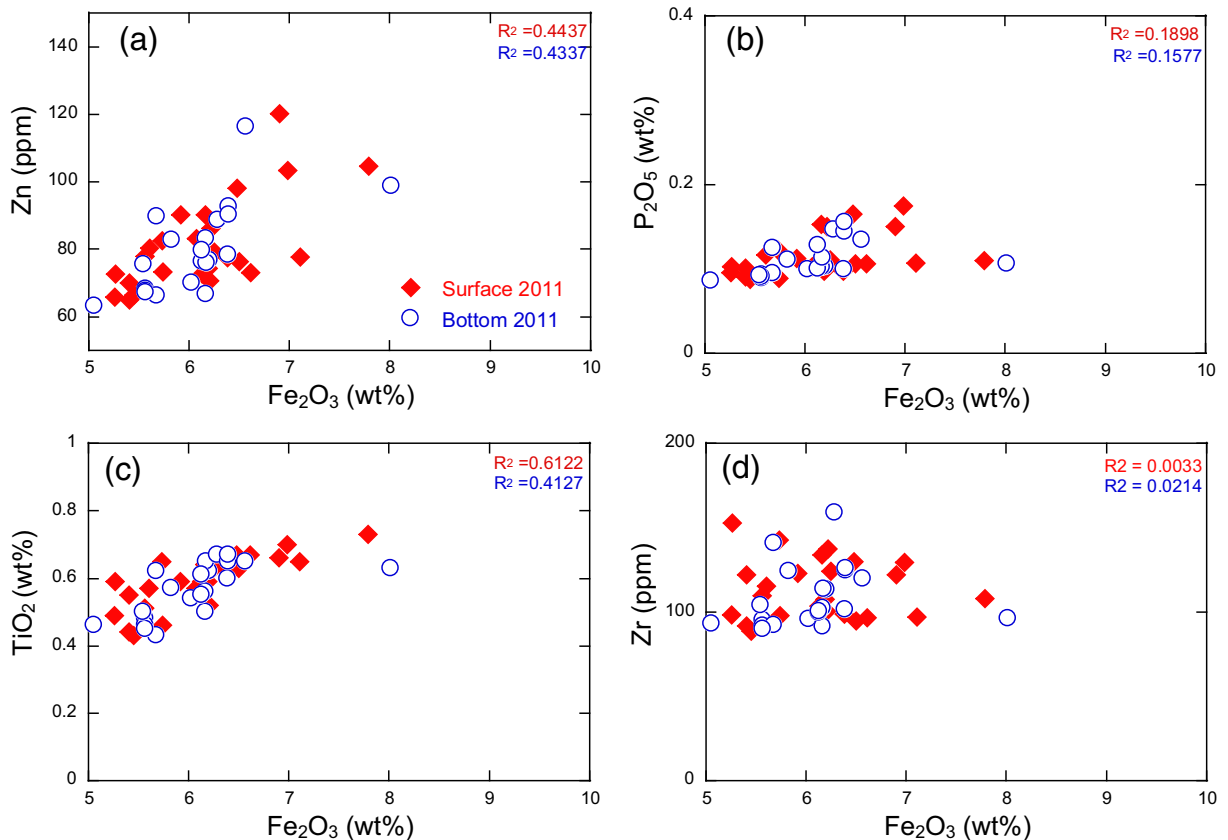 (a)
R² =0.4437
R² =0.4337
140
120
100
80
60
Zn (ppm)
Surface 2011
Bottom 2011
5 6 7 8 9 10
Fe₂O₃ (wt%)
(b)
R² =0.1898
R² =0.1577
0.4
0.2
0
P₂O₅ (wt%)
5 6 7 8 9 10
Fe₂O₃ (wt%)
(c)
R² =0.6122
R² =0.4127
1
0.8
0.6
0.4
0.2
0
TiO₂ (wt%)
5 6 7 8 9 10
Fe₂O₃ (wt%)
(d)
R2 = 0.0033
R2 = 0.0214
200
100
0
Zr (ppm)
5 6 7 8 9 10
Fe₂O₃ (wt%)